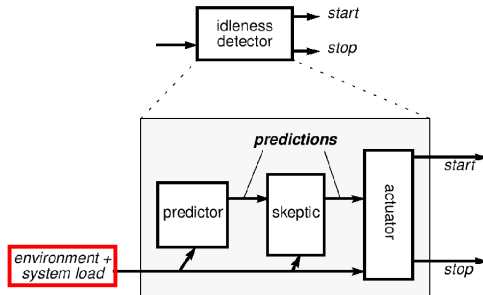 idleness
detector
start
stop
predictions
predictor
skeptic
actuator
start
stop
environment +
system load